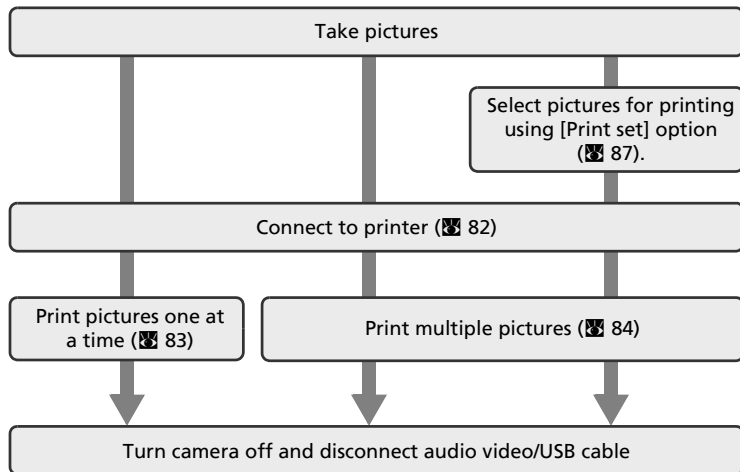 Take pictures
Select pictures for printing
using [Print set] option
( 87).
Connect to printer ( 82)
Print pictures one at
a time ( 83)
Print multiple pictures ( 84)
Turn camera off and disconnect audio video/USB cable